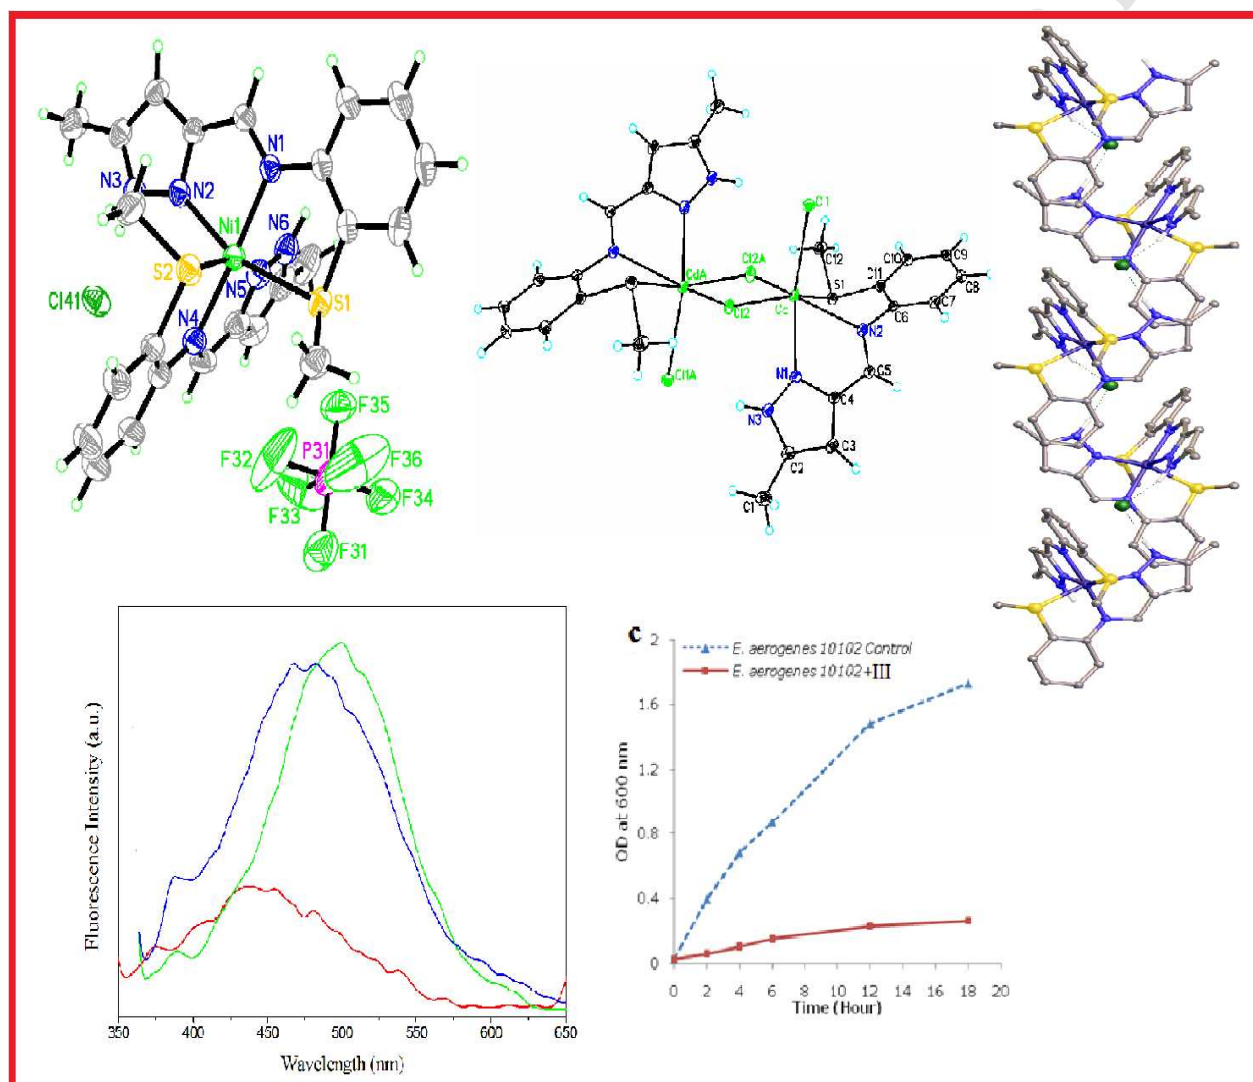 N1
N3
N2
Ni1
N6
S2
N5
Cl41
S1
N4
F35
P31
F32
F36
F33
F34
F31
Cl1
C12
C10
C9
Cl2A
CdA
S1
C11
C8
C7
Cl2
C6
N2
Cl1A
N1
C5
C4
N3
C3
C2
C1
Fluorescence Intensity (a.u.)
350 400 450 500 550 600 650
Wavelength (nm)
c
E. aerogenes 10102 Control
E. aerogenes 10102+III
OD at 600 nm
2
1.6
1.2
0.8
0.4
0
0 2 4 6 8 10 12 14 16 18 20
Time (Hour)